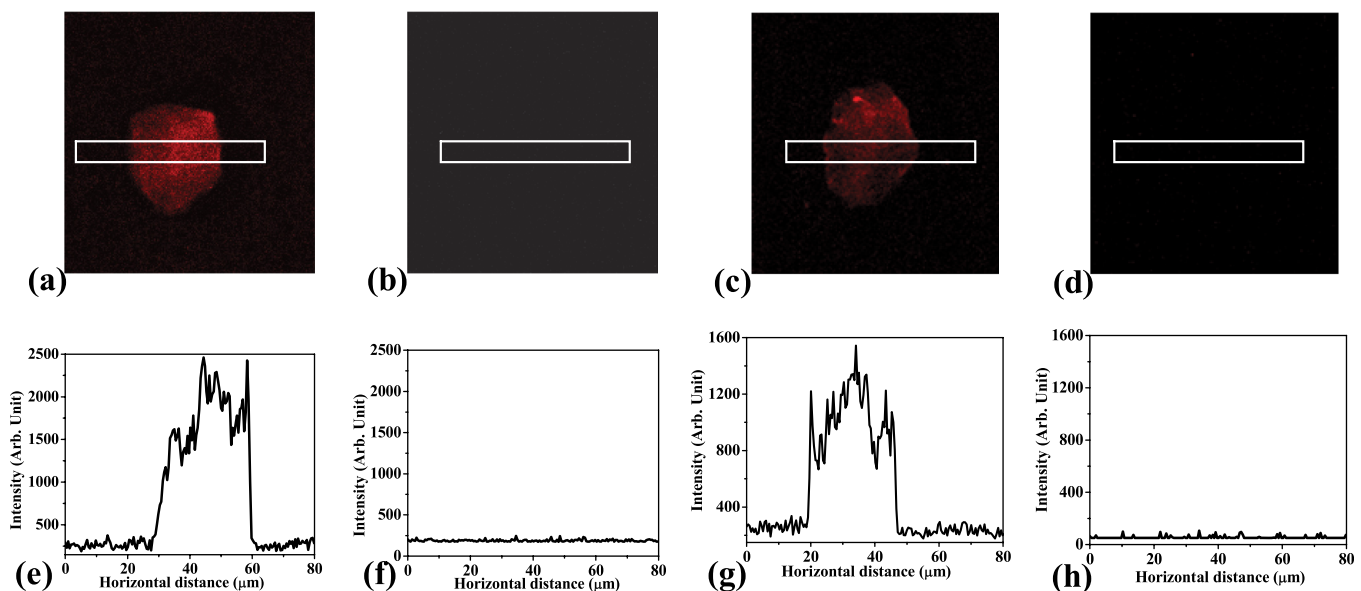 (a)
(b)
(c)
(d)
2500
2000
1500
1000
500
Intensity (Arb. Unit)
0 20 40 60 80
Horizontal distance (μm)
(e)
2500
2000
1500
1000
500
0
Intensity (Arb. Unit)
0 20 40 60 80
Horizontal distance (μm)
(f)
1600
1200
800
400
Intensity (Arb. Unit)
0 20 40 60 80
Horizontal distance (μm)
(g)
1600
1200
800
400
0
Intensity (Arb. Unit)
0 20 40 60 80
Horizontal distance (μm)
(h)